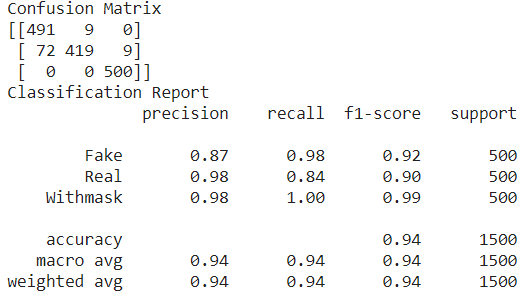 Confusion Matrix
[[491   9   0]
 [ 72 419   9]
 [  0   0 500]]
Classification Report
              precision    recall  f1-score   support

        Fake       0.87      0.98      0.92       500
        Real       0.98      0.84      0.90       500
    Withmask       0.98      1.00      0.99       500

    accuracy                           0.94      1500
   macro avg       0.94      0.94      0.94      1500
weighted avg       0.94      0.94      0.94      1500